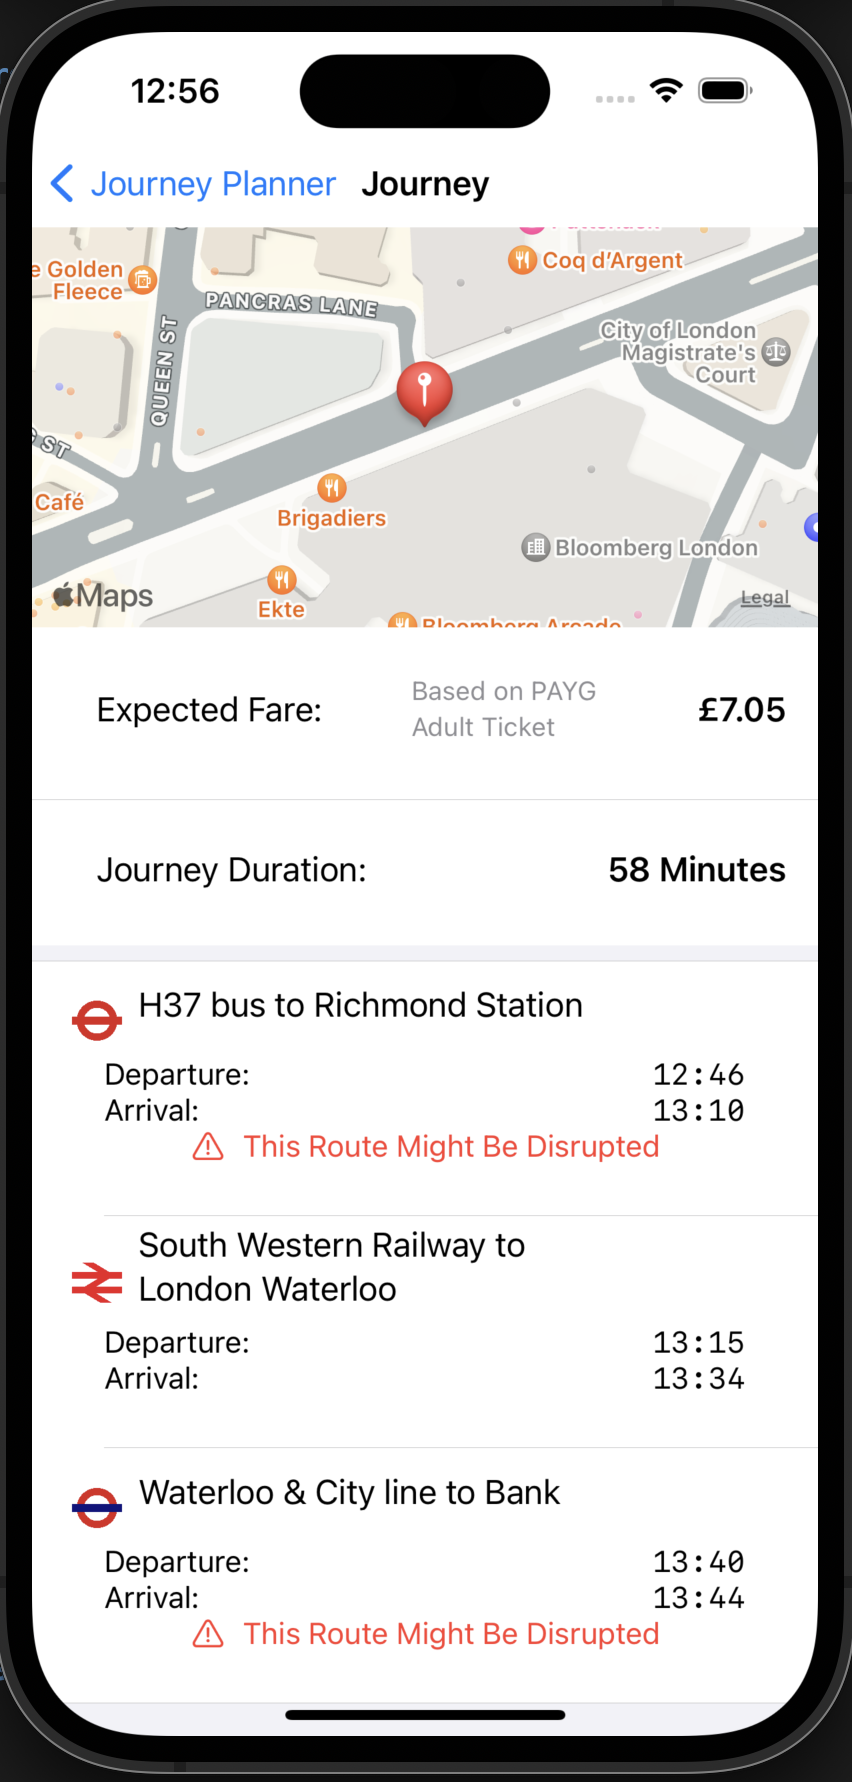 12:56
Journey Planner
Journey
Coq d'Argent
e Golden
Fleece
PANCRAS LANE
City of London
Magistrate's
Court
QUEEN ST
ST
Café
Brigadiers
Bloomberg London
Maps
Legal
Ekte
Bloomberg Arcade
Expected Fare:
Based on PAYG
Adult Ticket
£7.05
Journey Duration:
58 Minutes
H37 bus to Richmond Station
Departure: 12:46
Arrival: 13:10
This Route Might Be Disrupted
South Western Railway to
London Waterloo
Departure: 13:15
Arrival: 13:34
Waterloo & City line to Bank
Departure: 13:40
Arrival: 13:44
This Route Might Be Disrupted